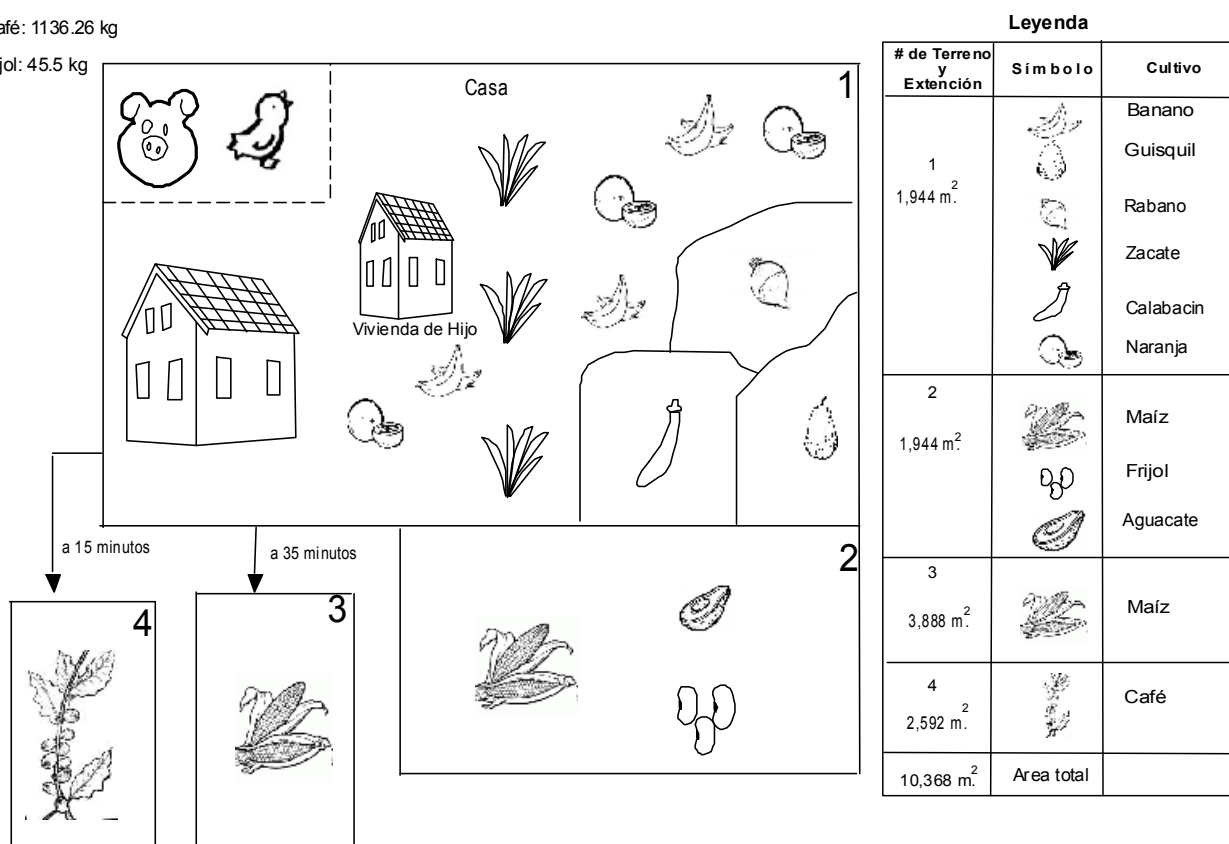 afé: 1136.26 kg
jol: 45.5 kg
Casa
1
Vivienda de Hijo
a 15 minutos
a 35 minutos
2
4
3
Leyenda
# de Terreno y Extención
Símbolo
Cultivo
1
1,944 m².
Banano
Guisquil
Rabano
Zacate
Calabacin
Naranja
2
1,944 m².
Maíz
Frijol
Aguacate
3
3,888 m².
Maíz
4
2,592 m².
Café
10,368 m².
Area total